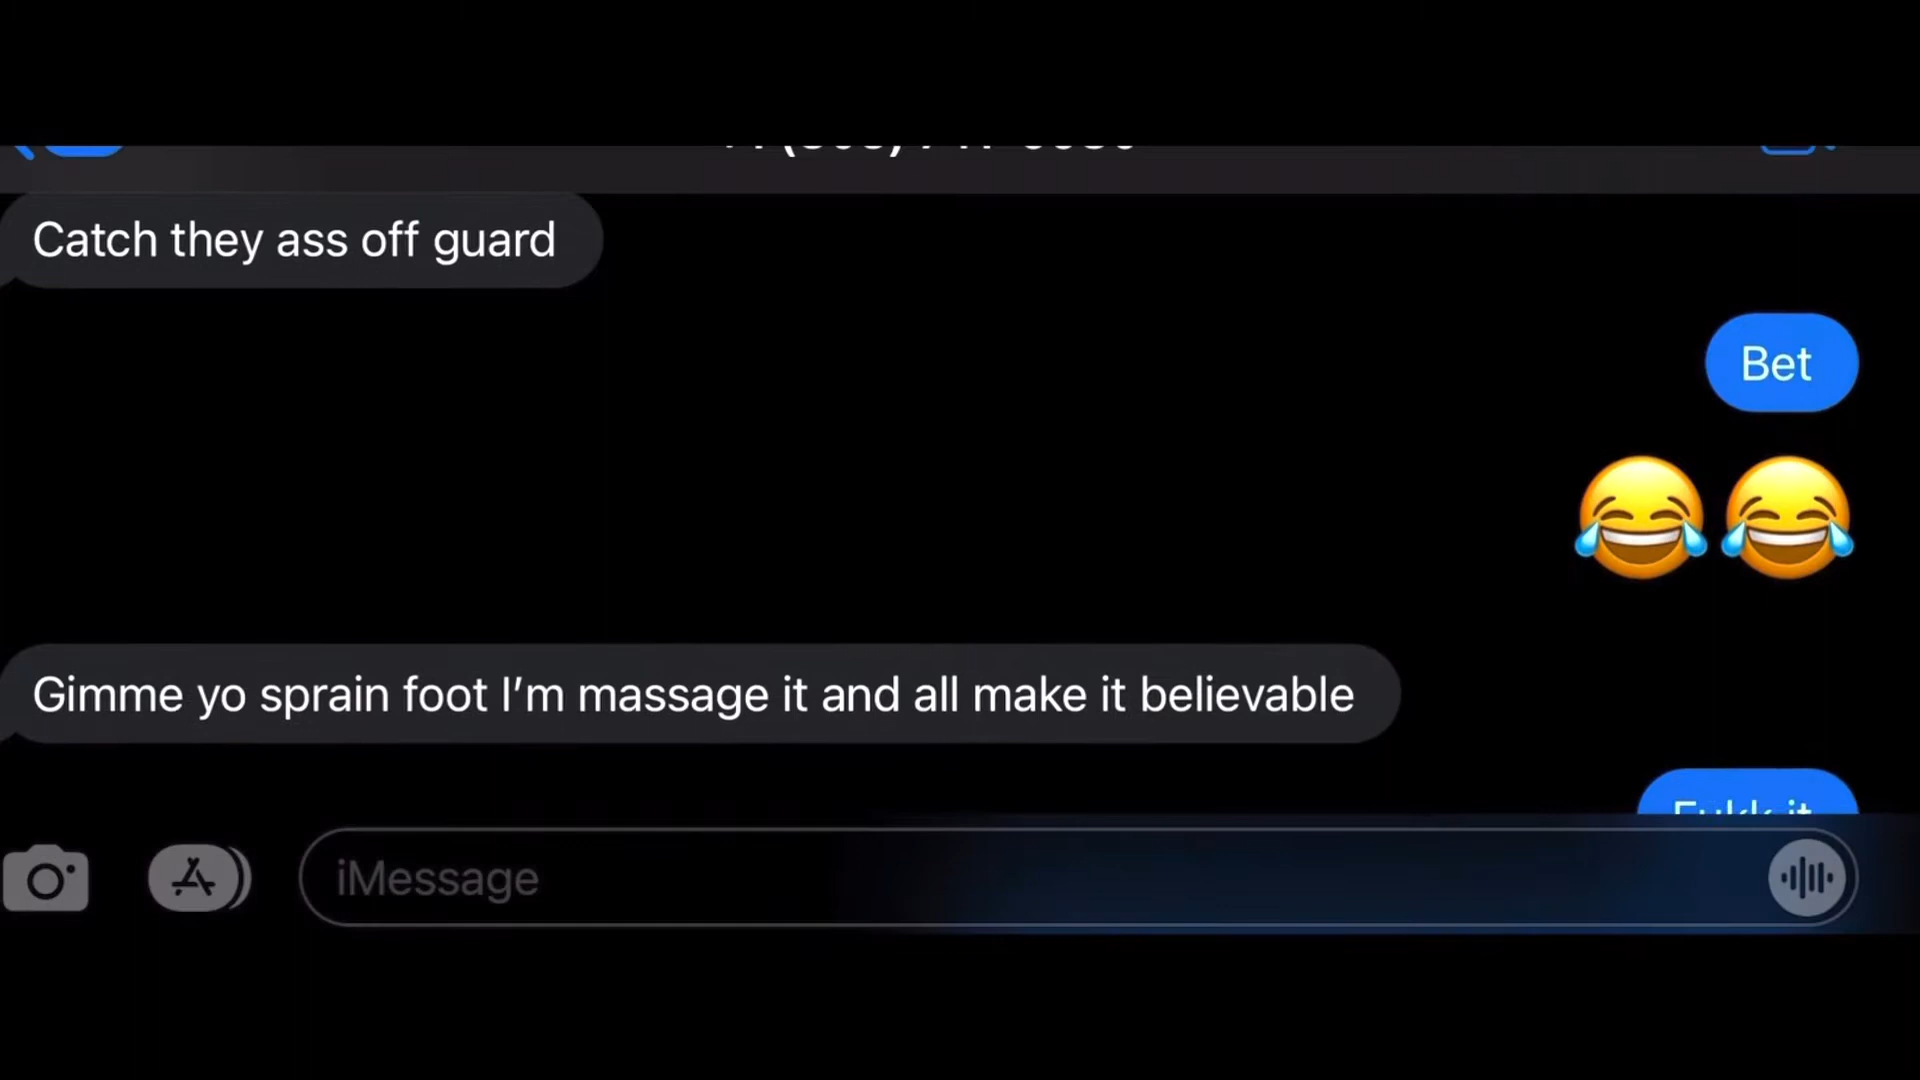 Catch they ass off guard
Bet
😂😂
Gimme yo sprain foot I'm massage it and all make it believable
Fukk it
iMessage